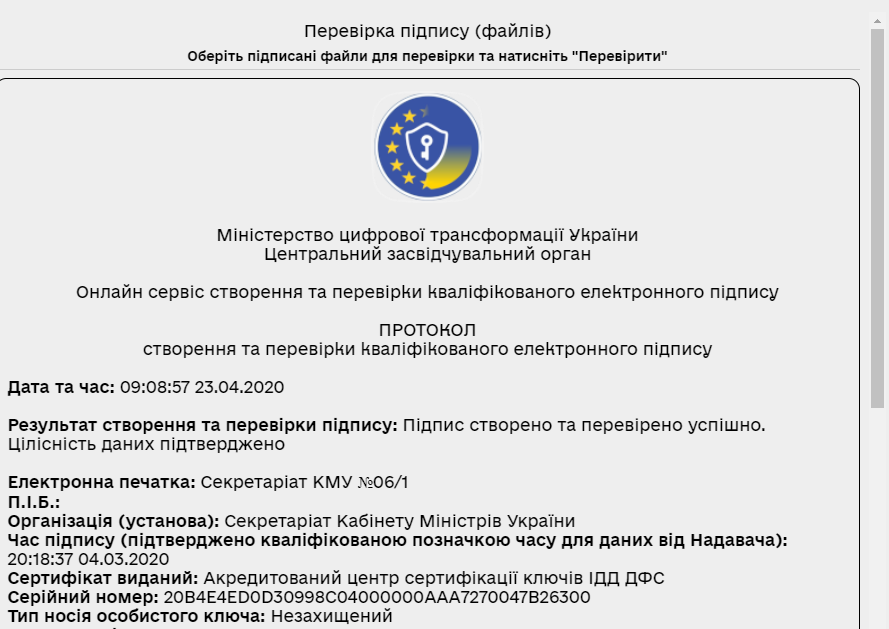 Перевірка підпису (файлів)
Оберіть підписані файли для перевірки та натисніть "Перевірити"
Міністерство цифрової трансформації України
Центральний засвідчувальний орган
Онлайн сервіс створення та перевірки кваліфікованого електронного підпису
ПРОТОКОЛ
створення та перевірки кваліфікованого електронного підпису
Дата та час: 09:08:57 23.04.2020
Результат створення та перевірки підпису: Підпис створено та перевірено успішно.
Цілісність даних підтверджено
Електронна печатка: Секретаріат КМУ №06/1
П.І.Б.:
Організація (установа): Секретаріат Кабінету Міністрів України
Час підпису (підтверджено кваліфікованою позначкою часу для даних від Надавача):
20:18:37 04.03.2020
Сертифікат виданий: Акредитований центр сертифікації ключів ІДД ДФС
Серійний номер: 20B4E4ED0D30998C04000000AAA7270047B26300
Тип носія особистого ключа: Незахищений